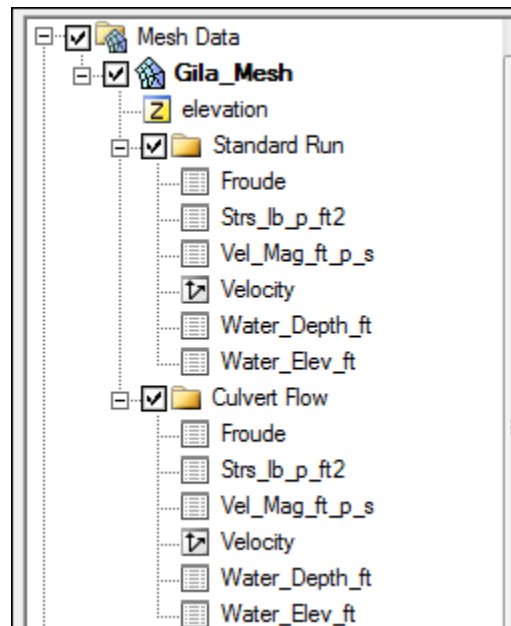 Mesh Data
Gila_Mesh
Z elevation
Standard Run
Froude
Strs_lb_p_ft2
Vel_Mag_ft_p_s
Velocity
Water_Depth_ft
Water_Elev_ft
Culvert Flow
Froude
Strs_lb_p_ft2
Vel_Mag_ft_p_s
Velocity
Water_Depth_ft
Water_Elev_ft